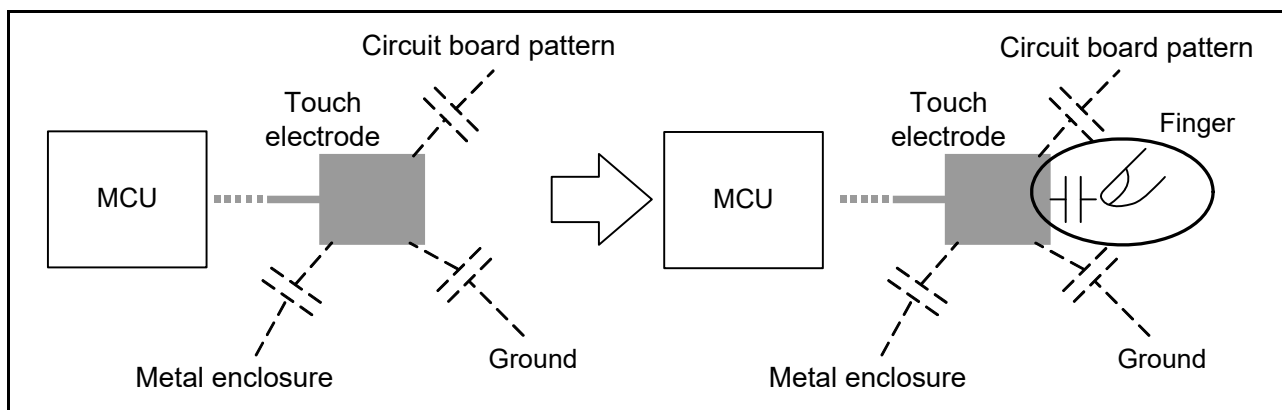 Circuit board pattern
Touch
electrode
MCU
Metal enclosure
Ground
Circuit board pattern
Touch
electrode
Finger
MCU
Metal enclosure
Ground